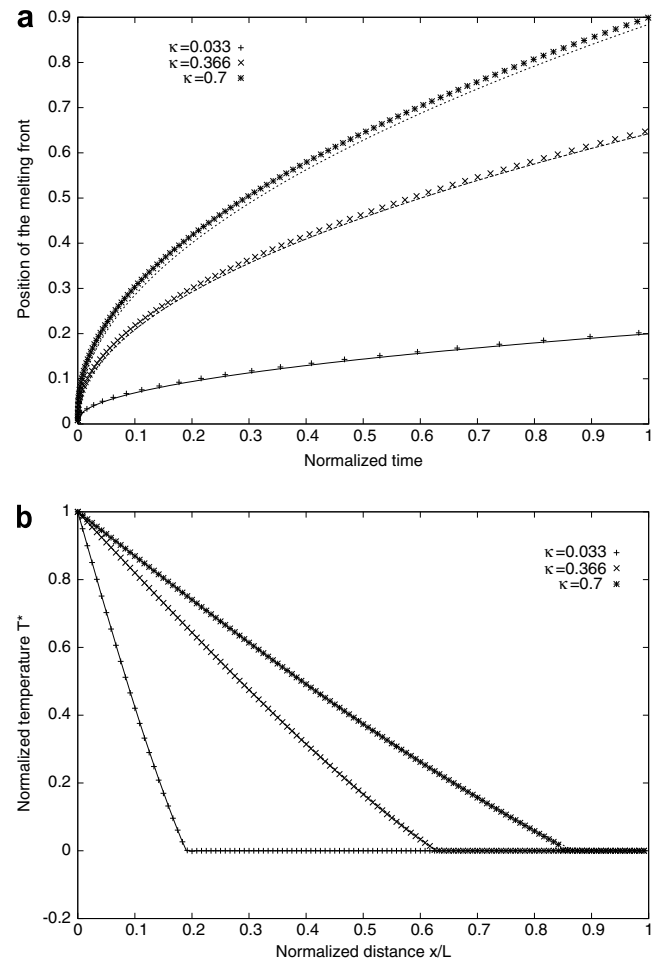 a
0.9
0.8
0.7
0.6
0.5
0.4
0.3
0.2
0.1
0
κ=0.033
κ=0.366
κ=0.7
Position of the melting front
0 0.1 0.2 0.3 0.4 0.5 0.6 0.7 0.8 0.9 1
Normalized time
b
1
0.8
0.6
0.4
0.2
0
-0.2
κ=0.033
κ=0.366
κ=0.7
Normalized temperature T*
0 0.1 0.2 0.3 0.4 0.5 0.6 0.7 0.8 0.9 1
Normalized distance x/L